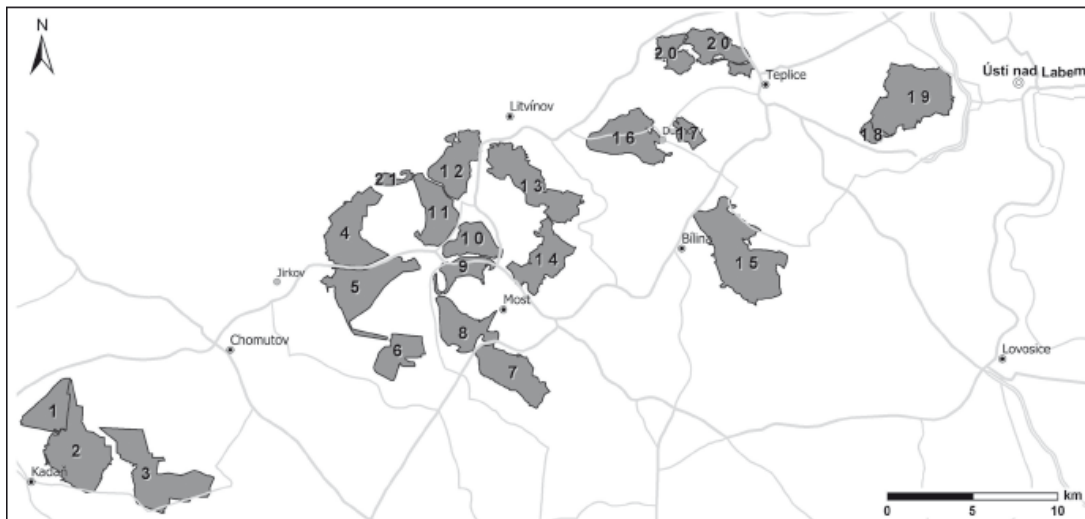 N
20
20
Teplice
Ústí nad Labem
19
18
Litvínov
16
17
12
21
13
11
4
10
14
9
Bílina
15
Jirkov
5
Most
8
Chomutov
6
7
Lovosice
1
2
3
Kadaň
km
0
5
10